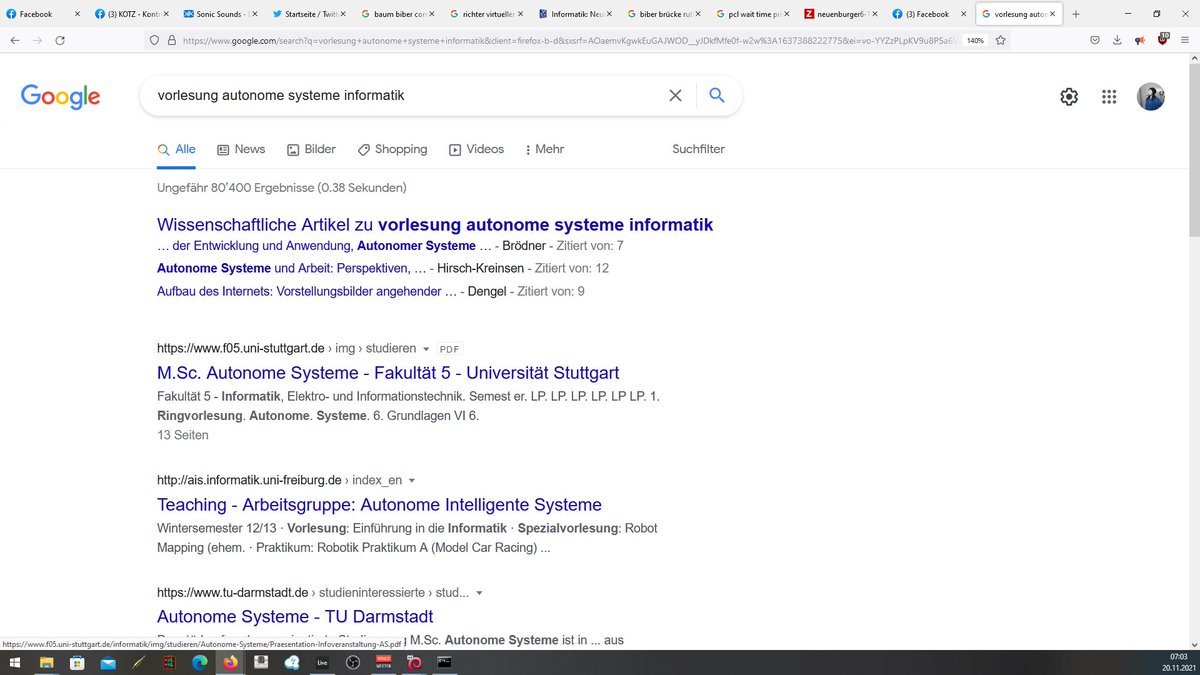 Facebook
(3) KOTZ - Kont
Sonic Sounds - E
Startseite / Twitt
baum biber con
richter virtueller
Informatik: Neu
biber brücke rut
pcl wait time pri
neuenburger6-1
(3) Facebook
vorlesung autor
https://www.google.com/search?q=vorlesung+autonome+systeme+informatik&client=firefox-b-d&sxsrf=
140%
Google
vorlesung autonome systeme informatik
Alle
News
Bilder
Shopping
Videos
Mehr
Suchfilter
Ungefähr 80'400 Ergebnisse (0.38 Sekunden)
Wissenschaftliche Artikel zu vorlesung autonome systeme informatik
… der Entwicklung und Anwendung, Autonomer Systeme … - Brödner - Zitiert von: 7
Autonome Systeme und Arbeit: Perspektiven, … - Hirsch-Kreinsen - Zitiert von: 12
Aufbau des Internets: Vorstellungsbilder angehender … - Dengel - Zitiert von: 9
https://www.f05.uni-stuttgart.de › img › studieren PDF
M.Sc. Autonome Systeme - Fakultät 5 - Universität Stuttgart
Fakultät 5 - Informatik, Elektro- und Informationstechnik. Semest er. LP. LP. LP. LP. LP LP. 1.
Ringvorlesung. Autonome. Systeme. 6. Grundlagen VI 6.
13 Seiten
http://ais.informatik.uni-freiburg.de › index_en
Teaching - Arbeitsgruppe: Autonome Intelligente Systeme
Wintersemester 12/13 · Vorlesung: Einführung in die Informatik · Spezialvorlesung: Robot
Mapping (ehem. · Praktikum: Robotik Praktikum A (Model Car Racing) ...
https://www.tu-darmstadt.de › studieninteressierte › stud...
Autonome Systeme - TU Darmstadt
M.Sc. Autonome Systeme ist in ... aus
https://www.f05.uni-stuttgart.de/informatik/img/studieren/Autonome-Systeme/Praesentation-Infoveranstaltung-AS.pdf
Live
07:03
20.11.2021